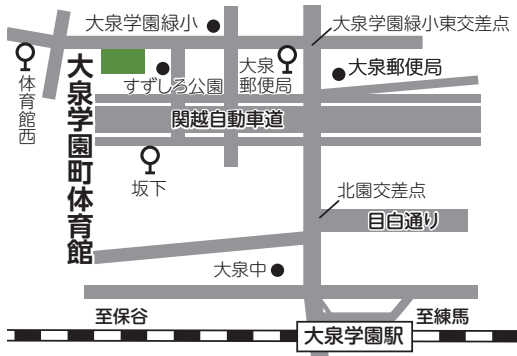 大泉学園緑小
大泉学園緑小東交差点
体育館西
大泉学園町体育館
すずしろ公園
大泉
郵便局
大泉郵便局
関越自動車道
坂下
北園交差点
目白通り
大泉中
至保谷
大泉学園駅
至練馬